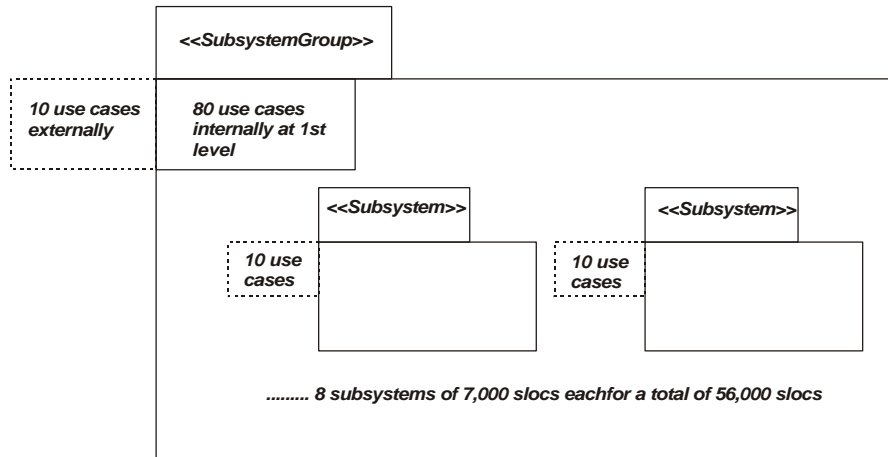 <<SubsystemGroup>>
10 use cases
externally
80 use cases
internally at 1st
level
<<Subsystem>>
<<Subsystem>>
10 use
cases
10 use
cases
......... 8 subsystems of 7,000 slocs eachfor a total of 56,000 slocs